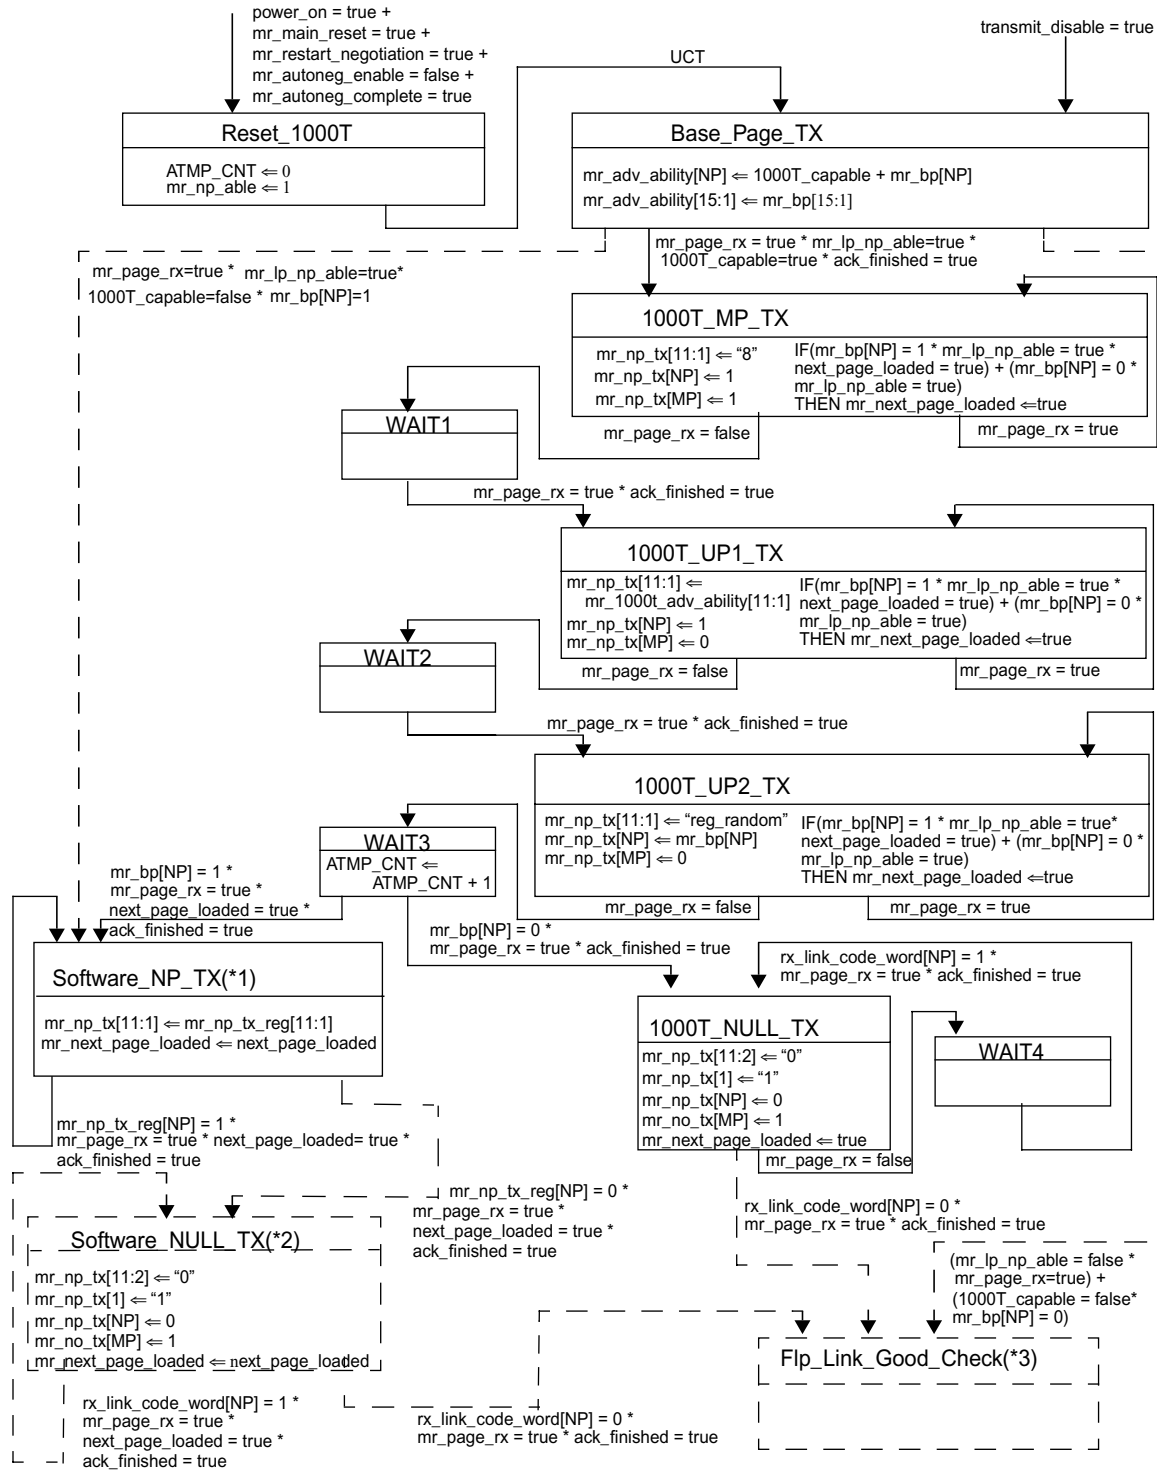 power_on = true +
mr_main_reset = true +
mr_restart_negotiation = true +
mr_autoneg_enable = false +
mr_autoneg_complete = true
transmit_disable = true
UCT
Reset_1000T
ATMP_CNT ⇐ 0
mr_np_able ⇐ 1
Base_Page_TX
mr_adv_ability[NP] ⇐ 1000T_capable + mr_bp[NP]
mr_adv_ability[15:1] ⇐ mr_bp[15:1]
mr_page_rx = true * mr_lp_np_able=true *
1000T_capable=true * ack_finished = true
mr_page_rx=true * mr_lp_np_able=true*
1000T_capable=false * mr_bp[NP]=1
1000T_MP_TX
mr_np_tx[11:1] ⇐ “8”
mr_np_tx[NP] ⇐ 1
mr_np_tx[MP] ⇐ 1
IF(mr_bp[NP] = 1 * mr_lp_np_able = true *
next_page_loaded = true) + (mr_bp[NP] = 0 *
mr_lp_np_able = true)
THEN mr_next_page_loaded ⇐true
mr_page_rx = false
mr_page_rx = true
WAIT1
mr_page_rx = true * ack_finished = true
1000T_UP1_TX
mr_np_tx[11:1] ⇐
mr_1000t_adv_ability[11:1]
mr_np_tx[NP] ⇐ 1
mr_np_tx[MP] ⇐ 0
IF(mr_bp[NP] = 1 * mr_lp_np_able = true *
next_page_loaded = true) + (mr_bp[NP] = 0 *
mr_lp_np_able = true)
THEN mr_next_page_loaded ⇐true
mr_page_rx = false
mr_page_rx = true
WAIT2
mr_page_rx = true * ack_finished = true
1000T_UP2_TX
mr_np_tx[11:1] ⇐ “reg_random”
mr_np_tx[NP] ⇐ mr_bp[NP]
mr_np_tx[MP] ⇐ 0
IF(mr_bp[NP] = 1 * mr_lp_np_able = true*
next_page_loaded = true) + (mr_bp[NP] = 0 *
mr_lp_np_able = true)
THEN mr_next_page_loaded ⇐true
mr_page_rx = false
mr_page_rx = true
WAIT3
ATMP_CNT ⇐
ATMP_CNT + 1
mr_bp[NP] = 1 *
mr_page_rx = true *
next_page_loaded = true *
ack_finished = true
mr_bp[NP] = 0 *
mr_page_rx = true * ack_finished = true
Software_NP_TX(*1)
mr_np_tx[11:1] ⇐ mr_np_tx_reg[11:1]
mr_next_page_loaded ⇐ next_page_loaded
rx_link_code_word[NP] = 1 *
mr_page_rx = true * ack_finished = true
1000T_NULL_TX
mr_np_tx[11:2] ⇐ “0”
mr_np_tx[1] ⇐ “1”
mr_np_tx[NP] ⇐ 0
mr_no_tx[MP] ⇐ 1
mr_next_page_loaded ⇐ true
mr_page_rx = false
WAIT4
mr_np_tx_reg[NP] = 1 *
mr_page_rx = true * next_page_loaded= true *
ack_finished = true
mr_np_tx_reg[NP] = 0 *
mr_page_rx = true *
next_page_loaded = true *
ack_finished = true
rx_link_code_word[NP] = 0 *
mr_page_rx = true * ack_finished = true
Software_NULL_TX(*2)
mr_np_tx[11:2] ⇐ “0”
mr_np_tx[1] ⇐ “1”
mr_np_tx[NP] ⇐ 0
mr_no_tx[MP] ⇐ 1
mr_next_page_loaded ⇐ next_page_loaded
(mr_lp_np_able = false *
mr_page_rx=true) +
(1000T_capable = false*
mr_bp[NP] = 0)
Flp_Link_Good_Check(*3)
rx_link_code_word[NP] = 1 *
mr_page_rx = true *
next_page_loaded = true *
ack_finished = true
rx_link_code_word[NP] = 0 *
mr_page_rx = true * ack_finished = true